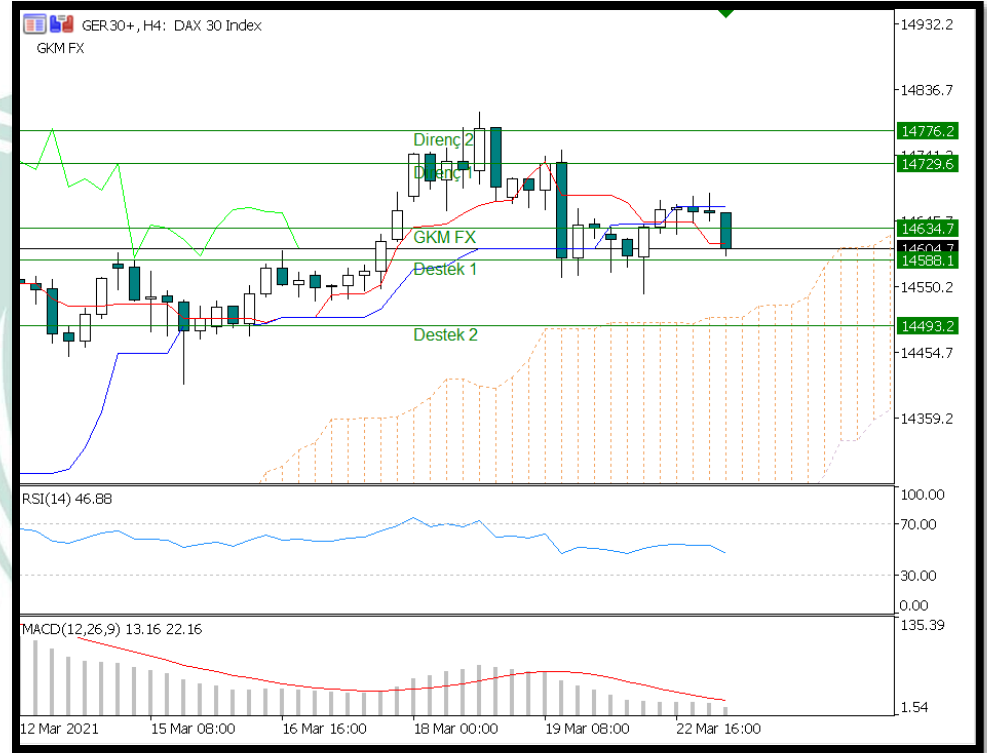 GER30+, H4: DAX 30 Index
GKM FX
14932.2
14836.7
Direnç 2
14776.2
Direnç 1
14729.6
GKM FX
14634.7
14604.7
Destek 1
14588.1
14550.2
Destek 2
14493.2
14454.7
14359.2
RSI(14) 46.88
100.00
70.00
30.00
0.00
MACD(12,26,9) 13.16 22.16
135.39
1.54
12 Mar 2021
15 Mar 08:00
16 Mar 16:00
18 Mar 00:00
19 Mar 08:00
22 Mar 16:00